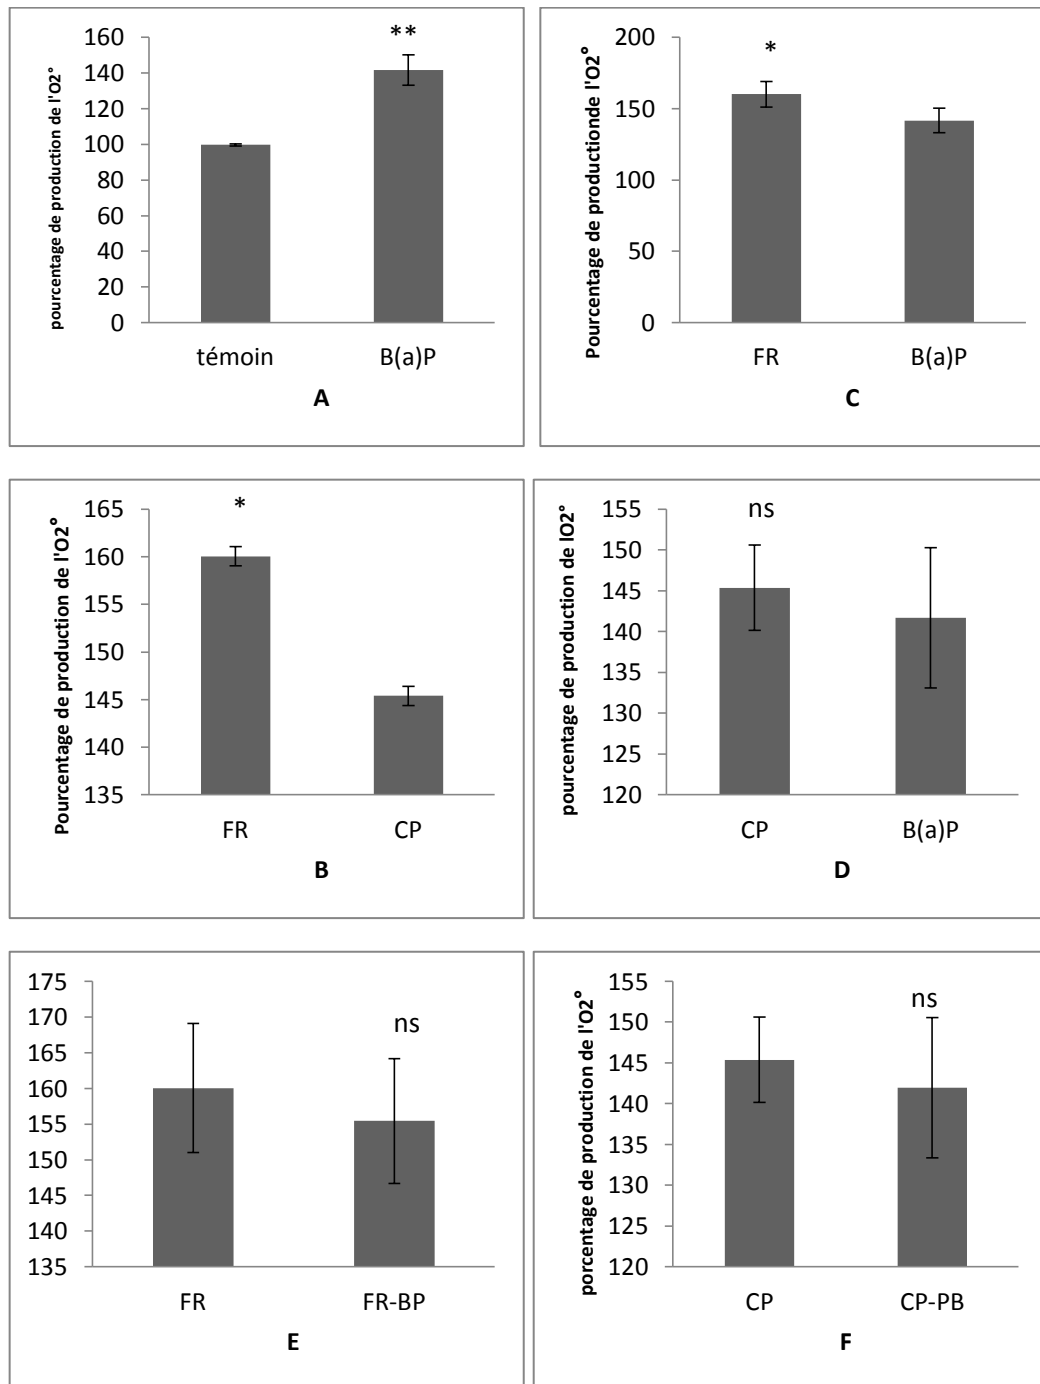 pourcentage de production de l'O2°
160
140
120
100
80
60
40
20
0
**
témoin
B(a)P
A
Pourcentage de productionde l'O2°
200
150
100
50
0
*
FR
B(a)P
C
Pourcentage de production de l'O2°
165
160
155
150
145
140
135
*
FR
CP
B
pourcentage de production de lO2°
155
150
145
140
135
130
125
120
ns
CP
B(a)P
D
175
170
165
160
155
150
145
140
135
ns
FR
FR-BP
E
porcentage de production de l'O2°
155
150
145
140
135
130
125
120
ns
CP
CP-PB
F